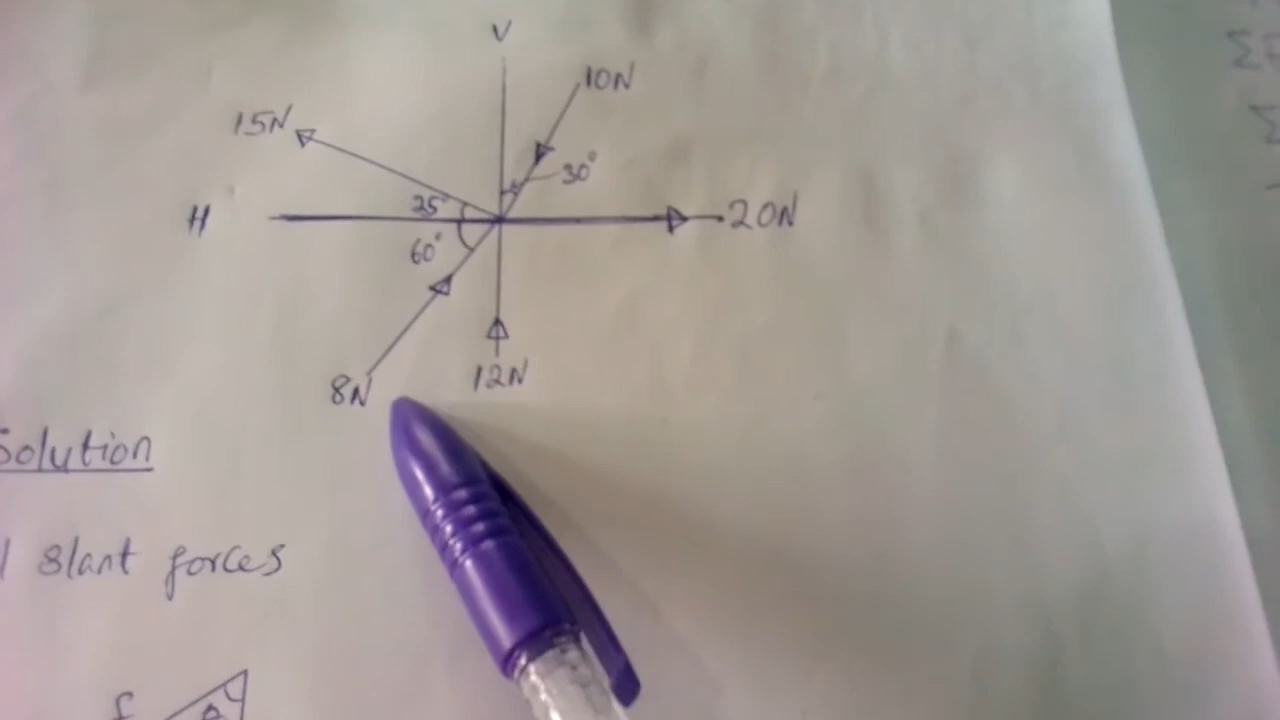 V
10N
15N
30°
25°
H
20N
60°
12N
8N
Solution
slant forces
f
θ